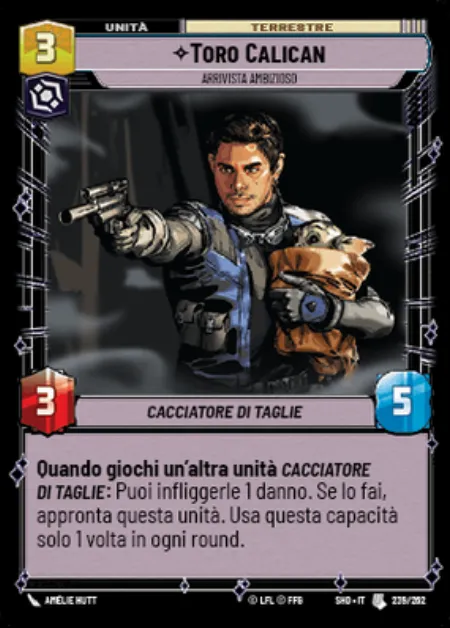 UNITÀ
TERRESTRE
3
Toro Calican
ARRIVISTA AMBIZIOSO
3
CACCIATORE DI TAGLIE
5
Quando giochi un'altra unità CACCIATORE
DI TAGLIE: Puoi infliggerle 1 danno. Se lo fai,
appronta questa unità. Usa questa capacità
solo 1 volta in ogni round.
AMÉLIE HUTT
© LFL © FFG
SHD • IT
239/262